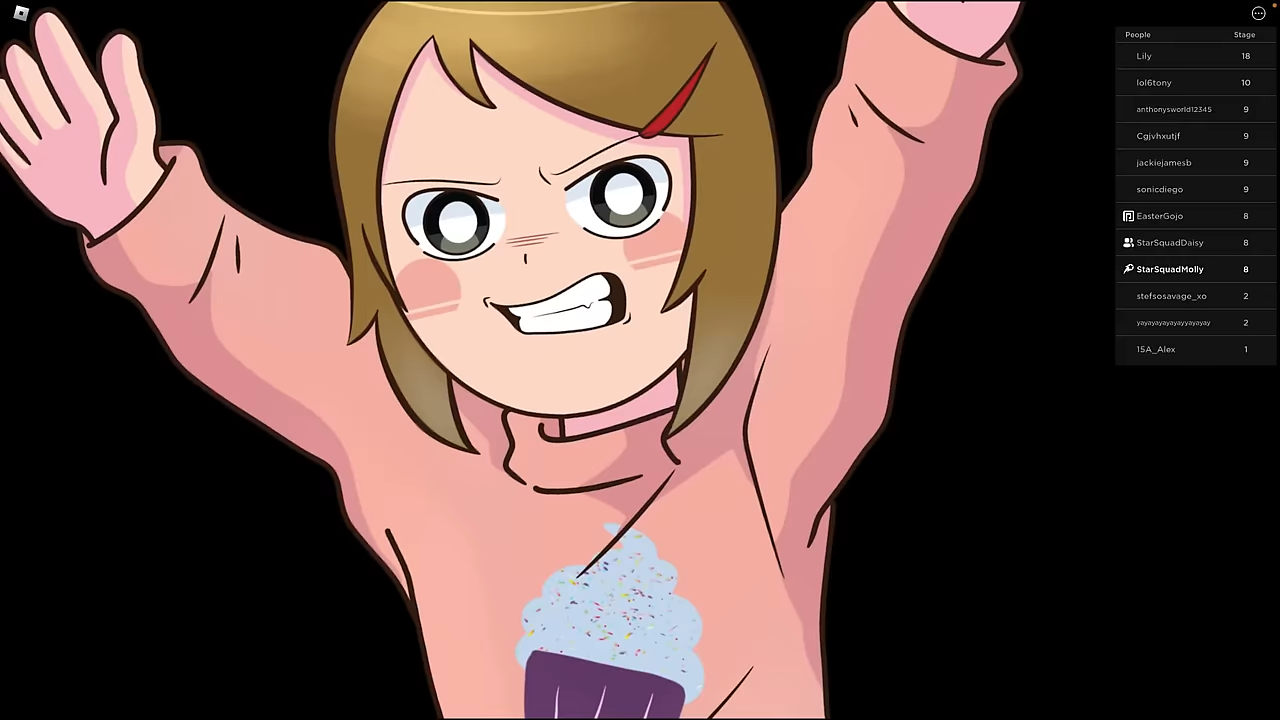 People Stage
Lily 18
lol6tony 10
anthonysworld12345 9
Cgjvhxutjf 9
jackiejamesb 9
sonicdiego 9
EasterGojo 8
StarSquadDaisy 8
StarSquadMolly 8
stefsosavage_xo 2
yayayayayayayyayayay 2
15A_Alex 1